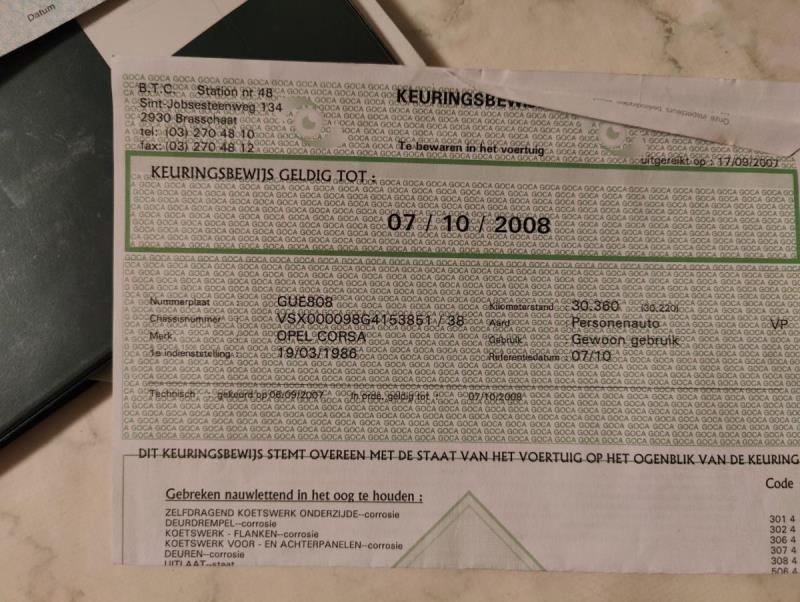 Datum
B.T.C. Station nr 48
Sint-Jobsesteenweg 134
2930 Brasschaat
tel: (03) 270 48 10
fax: (03) 270 48 12
KEURINGSBEWIJS
Te bewaren in het voertuig
uitgereikt op : 17/09/2007
KEURINGSBEWIJS GELDIG TOT :
07 / 10 / 2008
Nummerplaat GUE808 Kilometerstand 30.360 (30.220)
Chassisnummer VSX000098G4153851 / 38 Aard Personenauto VP
Merk OPEL CORSA Gebruik Gewoon gebruik
1e indienststelling : 19/03/1986 Referentiedatum 07/10
Technisch : gekeurd op 06/09/2007 In orde, geldig tot : 07/10/2008
DIT KEURINGSBEWIJS STEMT OVEREEN MET DE STAAT VAN HET VOERTUIG OP HET OGENBLIK VAN DE KEURING
Code
Gebreken nauwlettend in het oog te houden :
ZELFDRAGEND KOETSWERK ONDERZIJDE--corrosie 301 4
DEURDREMPEL--corrosie 302 4
KOETSWERK - FLANKEN--corrosie 306 4
KOETSWERK VOOR - EN ACHTERPANELEN--corrosie 307 4
DEUREN--corrosie 308 4
UITLAAT--staat 506 4